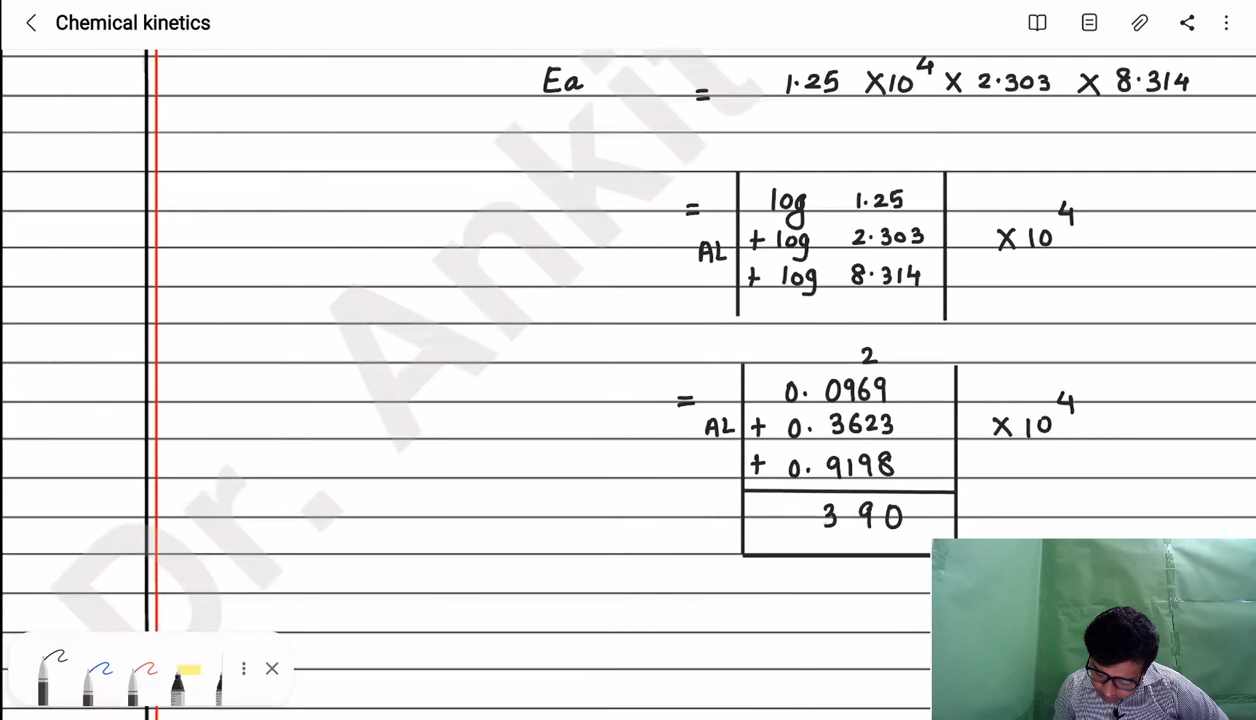 Chemical kinetics
Ea = 1.25 ×10⁴ × 2.303 × 8.314
= AL | log 1.25 | ×10⁴
+ log 2.303
+ log 8.314
2
= AL | 0.0969 | ×10⁴
+ 0.3623
+ 0.9198
390
Dr. Ankit